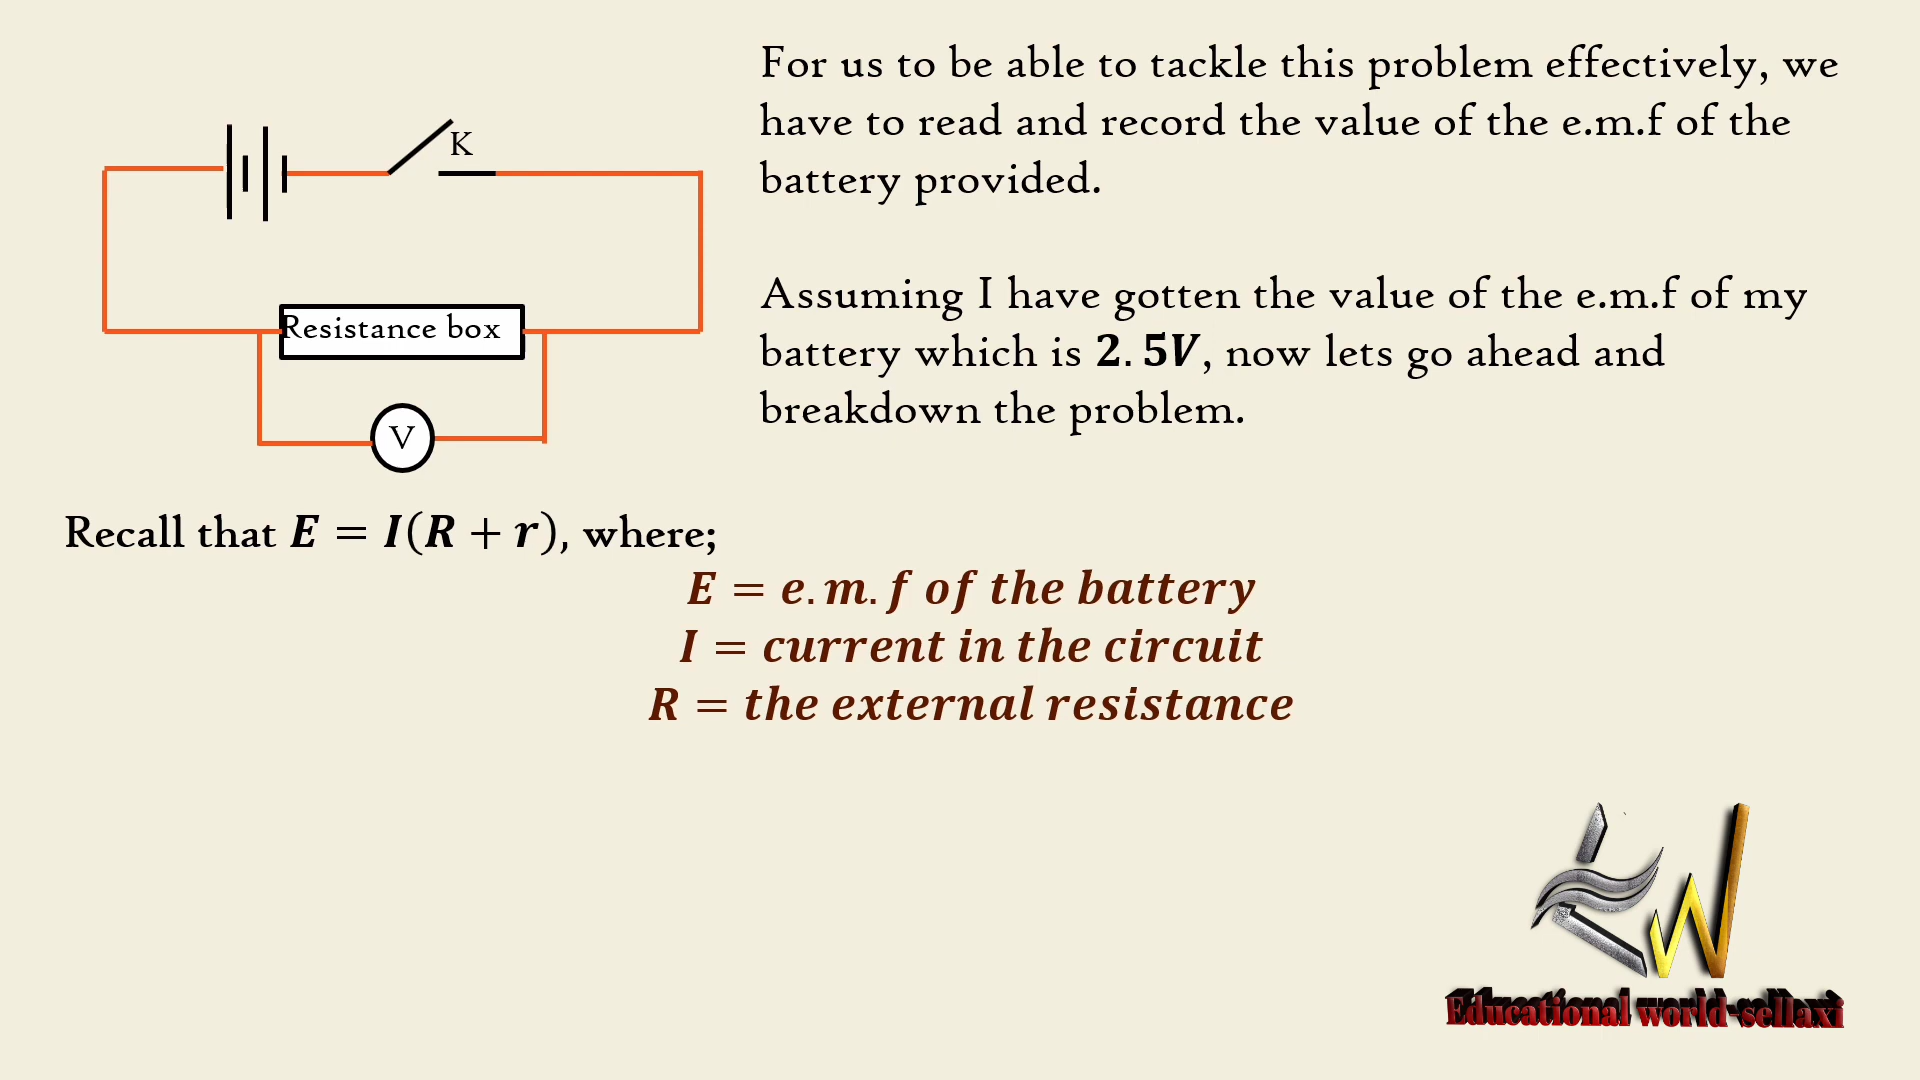 For us to be able to tackle this problem effectively, we
have to read and record the value of the e.m.f of the
battery provided.
Assuming I have gotten the value of the e.m.f of my
battery which is 2.5V, now lets go ahead and
breakdown the problem.
K
Resistance box
V
Recall that E = I(R + r), where;
E = e.m.f of the battery
I = current in the circuit
R = the external resistance
Educational world-sellaxi